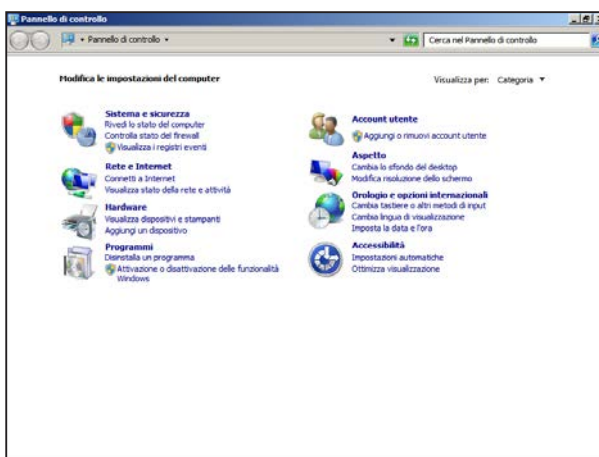 Pannello di controllo
Pannello di controllo
Cerca nel Pannello di controllo
Modifica le impostazioni del computer
Visualizza per: Categoria
Sistema e sicurezza
Rivedi lo stato del computer
Controlla stato del firewall
Visualizza i registri eventi
Rete e Internet
Connetti a Internet
Visualizza stato della rete e attività
Hardware
Visualizza dispositivi e stampanti
Aggiungi un dispositivo
Programmi
Disinstalla un programma
Attivazione o disattivazione delle funzionalità
Windows
Account utente
Aggiungi o rimuovi account utente
Aspetto
Cambia lo sfondo del desktop
Modifica risoluzione dello schermo
Orologio e opzioni internazionali
Cambia tastiere o altri metodi di input
Cambia lingua di visualizzazione
Imposta la data e l'ora
Accessibilità
Impostazioni automatiche
Ottimizza visualizzazione